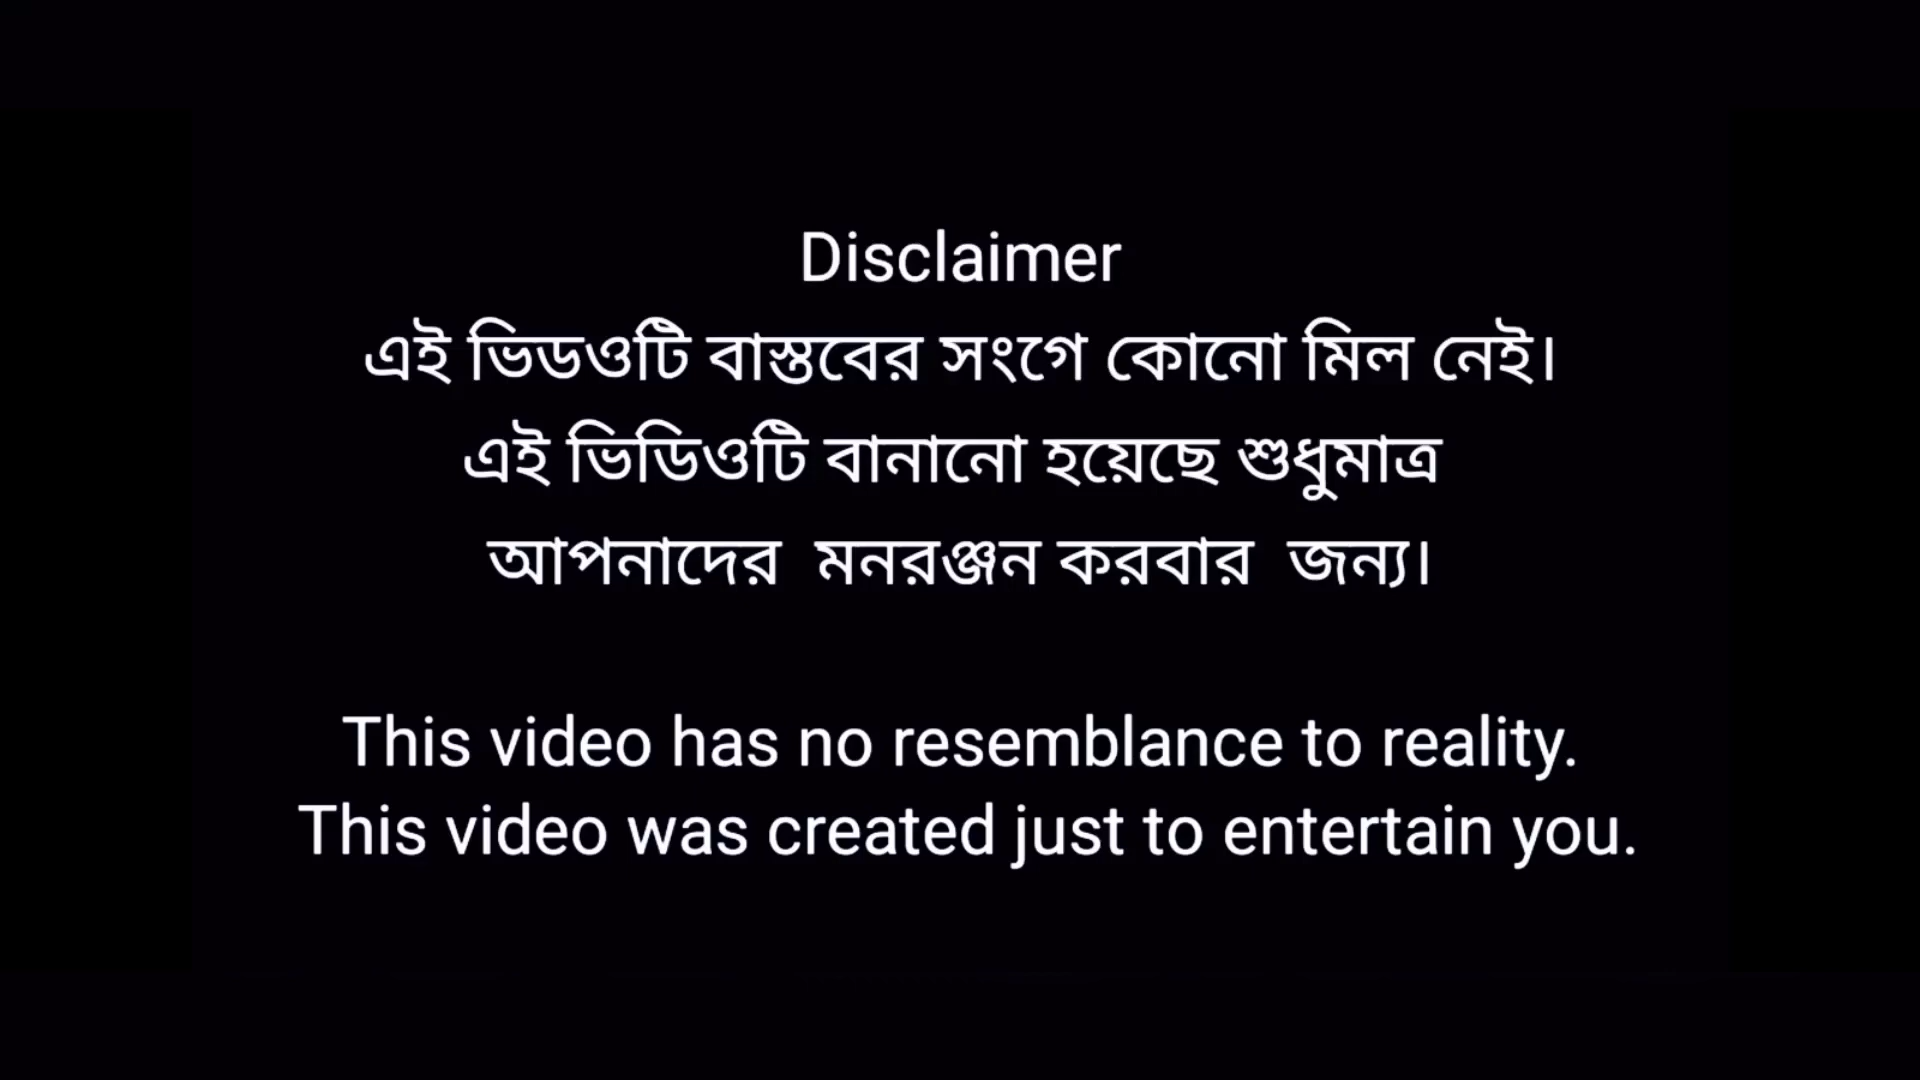 Disclaimer
এই ভিডওটি বাস্তবের সংগে কোনো মিল নেই।
এই ভিডিওটি বানানো হয়েছে শুধুমাত্র
আপনাদের মনরঞ্জন করবার জন্য।
This video has no resemblance to reality.
This video was created just to entertain you.